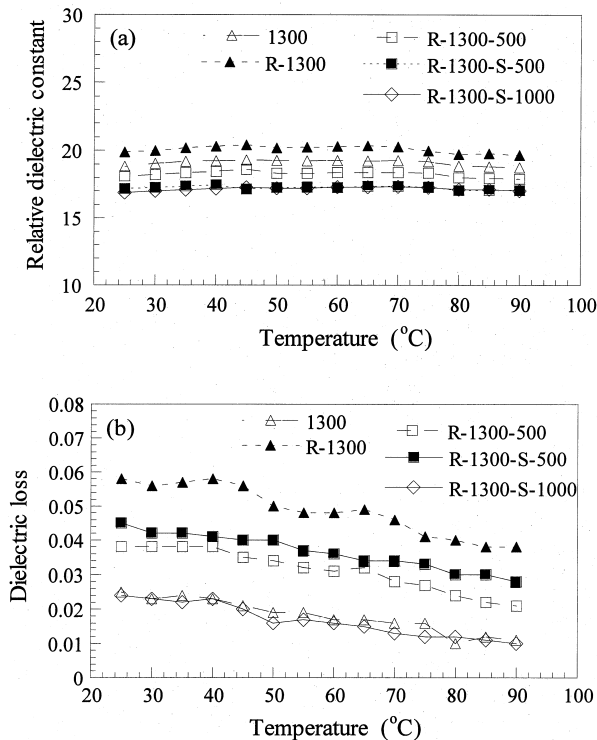 30
(a)
1300
R-1300
R-1300-500
R-1300-S-500
R-1300-S-1000
25
20
15
10
Relative dielectric constant
20 30 40 50 60 70 80 90 100
Temperature (°C)
0.08
(b)
1300
R-1300
R-1300-500
R-1300-S-500
R-1300-S-1000
0.07
0.06
0.05
0.04
0.03
0.02
0.01
0
Dielectric loss
20 30 40 50 60 70 80 90 100
Temperature (°C)